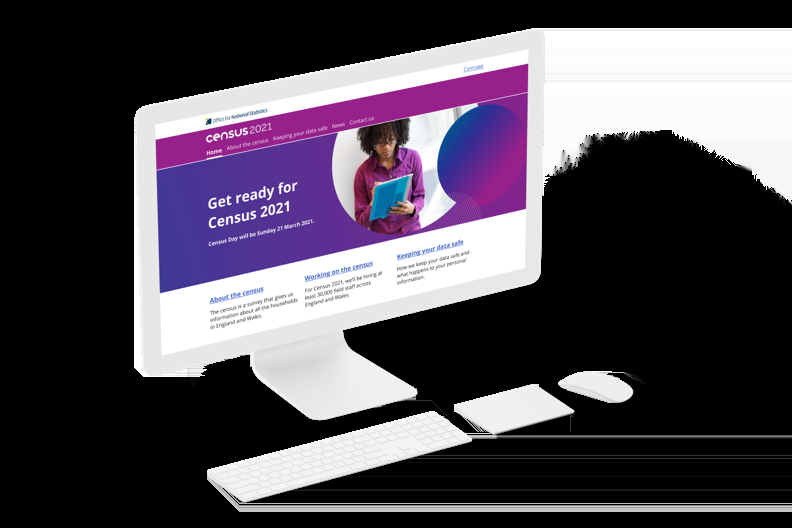 Cymraeg
Office for National Statistics
census 2021
Home About the census Keeping your data safe News Contact us
Get ready for
Census 2021
Census Day will be Sunday 21 March 2021.
About the census
The census is a survey that gives us
information about all the households
in England and Wales.
Working on the census
For Census 2021, we'll be hiring at
least 30,000 field staff across
England and Wales.
Keeping your data safe
How we keep your data safe and
what happens to your personal
information.